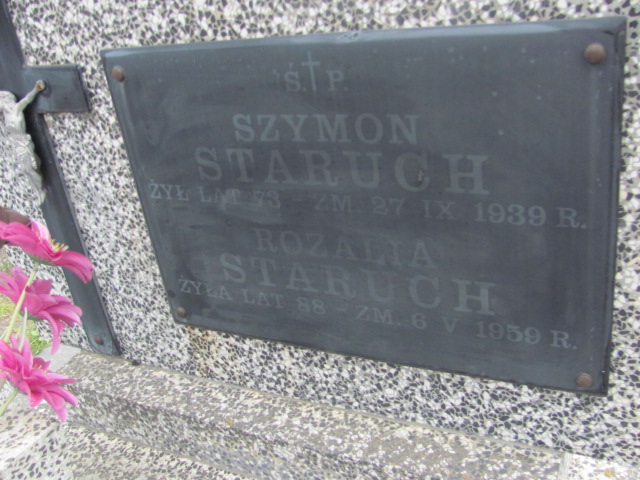 Ś.†P.
SZYMON
STARUCH
ŻYŁ LAT 73 - ZM. 27 IX 1939 R.
ROZALIA
STARUCH
ŻYŁA LAT 88 - ZM. 6 V 1959 R.